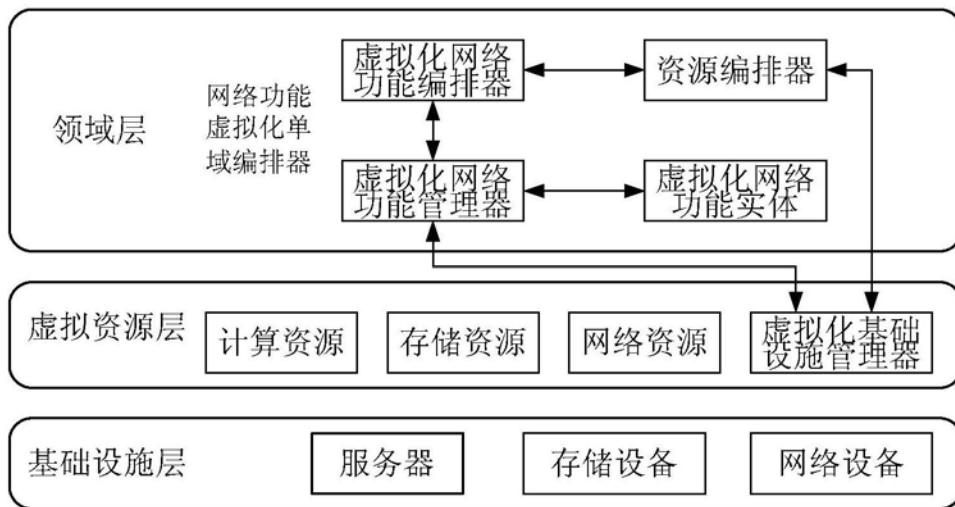 虚拟化网络
功能编排器
资源编排器
网络功能
虚拟化单
域编排器
领域层
虚拟化网络
功能管理器
虚拟化网络
功能实体
虚拟资源层
计算资源
存储资源
网络资源
虚拟化基础
设施管理器
基础设施层
服务器
存储设备
网络设备